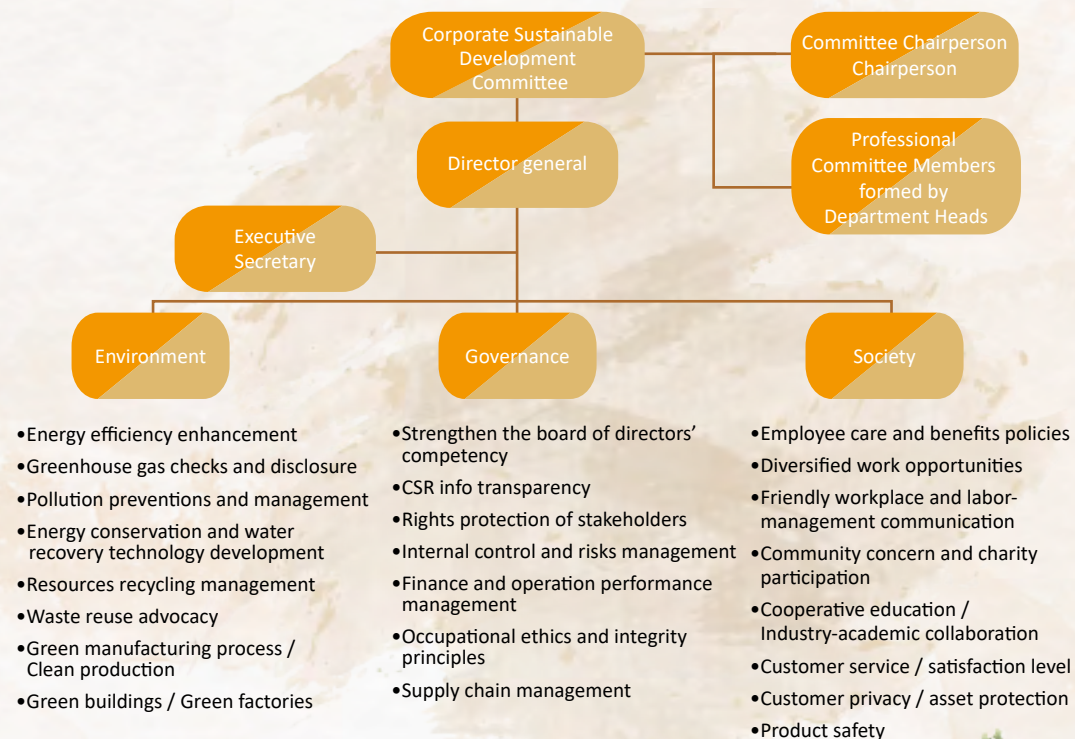 Corporate Sustainable
Development
Committee
Committee Chairperson
Chairperson
Professional
Committee Members
formed by
Department Heads
Director general
Executive
Secretary
Environment
Governance
Society
•Energy efficiency enhancement
•Greenhouse gas checks and disclosure
•Pollution preventions and management
•Energy conservation and water
recovery technology development
•Resources recycling management
•Waste reuse advocacy
•Green manufacturing process /
Clean production
•Green buildings / Green factories
•Strengthen the board of directors’
competency
•CSR info transparency
•Rights protection of stakeholders
•Internal control and risks management
•Finance and operation performance
management
•Occupational ethics and integrity
principles
•Supply chain management
•Employee care and benefits policies
•Diversified work opportunities
•Friendly workplace and labor-
management communication
•Community concern and charity
participation
•Cooperative education /
Industry-academic collaboration
•Customer service / satisfaction level
•Customer privacy / asset protection
•Product safety